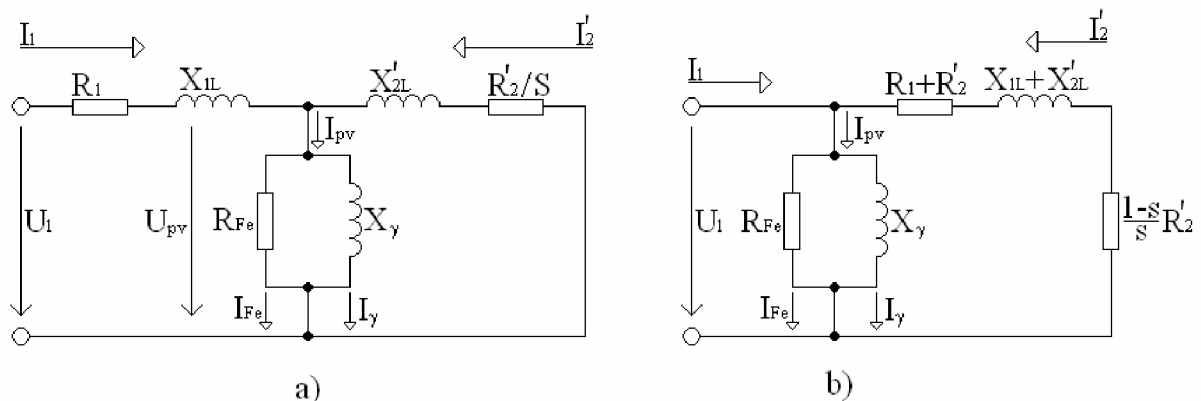 I₁
I'₂
R₁
X₁L
X'₂L
R'₂/S
Ipv
U₁
Upv
RFe
Xγ
IFe
Iγ
a)
I₁
I'₂
R₁+R'₂
X₁L+X'₂L
Ipv
U₁
RFe
Xγ
1-s/s R'₂
IFe
Iγ
b)